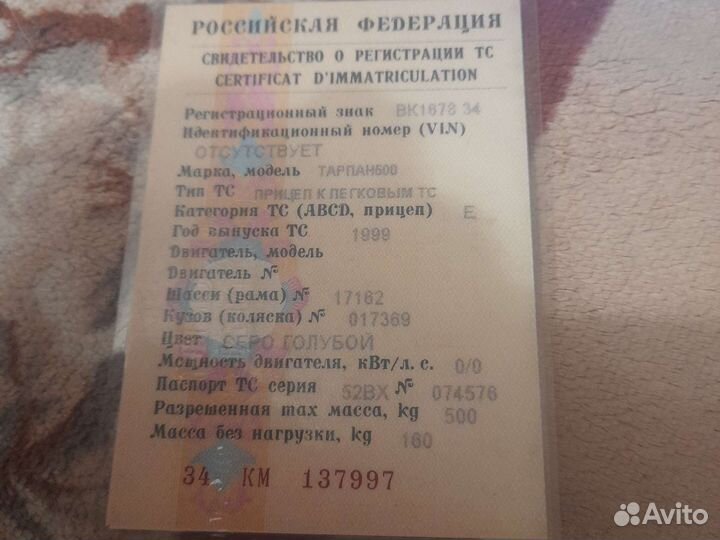 РОССИЙСКАЯ ФЕДЕРАЦИЯ
СВИДЕТЕЛЬСТВО О РЕГИСТРАЦИИ ТС
CERTIFICAT D'IMMATRICULATION
Регистрационный знак ВК1678 34
Идентификационный номер (VIN)
ОТСУТСТВУЕТ
Марка, модель ТАРПАН500
Тип ТС ПРИЦЕП К ЛЕГКОВЫМ ТС
Категория ТС (ABCD, прицеп) Е
Год выпуска ТС 1999
Двигатель, модель
Двигатель №
Шасси (рама) № 17162
Кузов (коляска) № 017369
Цвет СЕРО ГОЛУБОЙ
Мощность двигателя, кВт/л. с. 0/0
Паспорт ТС серия 52ВХ № 074576
Разрешенная max масса, kg 500
Масса без нагрузки, kg 160
34 КМ 137997
Avito